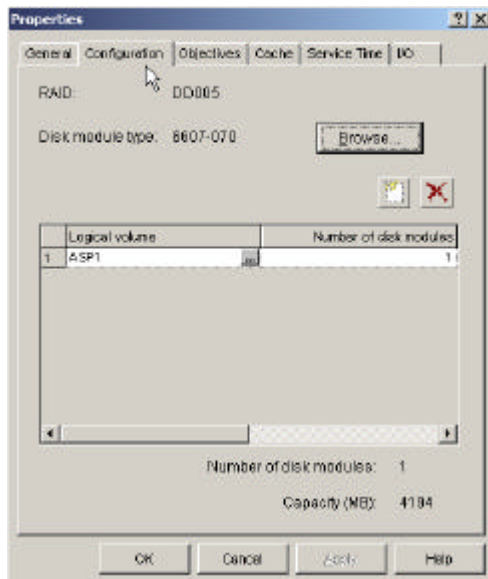 Properties
General Configuration Objectives Cache Service Time I/O
RAID: DD005
Disk module type: 6607-070 Browse...
Logical volume Number of disk modules
1 ASP1 ... 1
Number of disk modules: 1
Capacity (MB): 4194
OK Cancel Apply Help